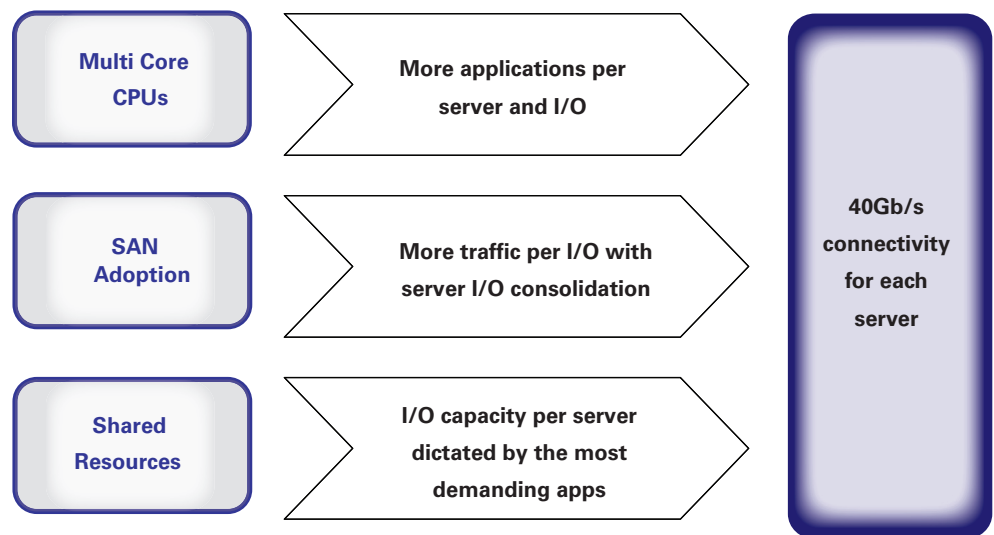 Multi Core
CPUs
More applications per
server and I/O
SAN
Adoption
More traffic per I/O with
server I/O consolidation
Shared
Resources
I/O capacity per server
dictated by the most
demanding apps
40Gb/s
connectivity
for each
server